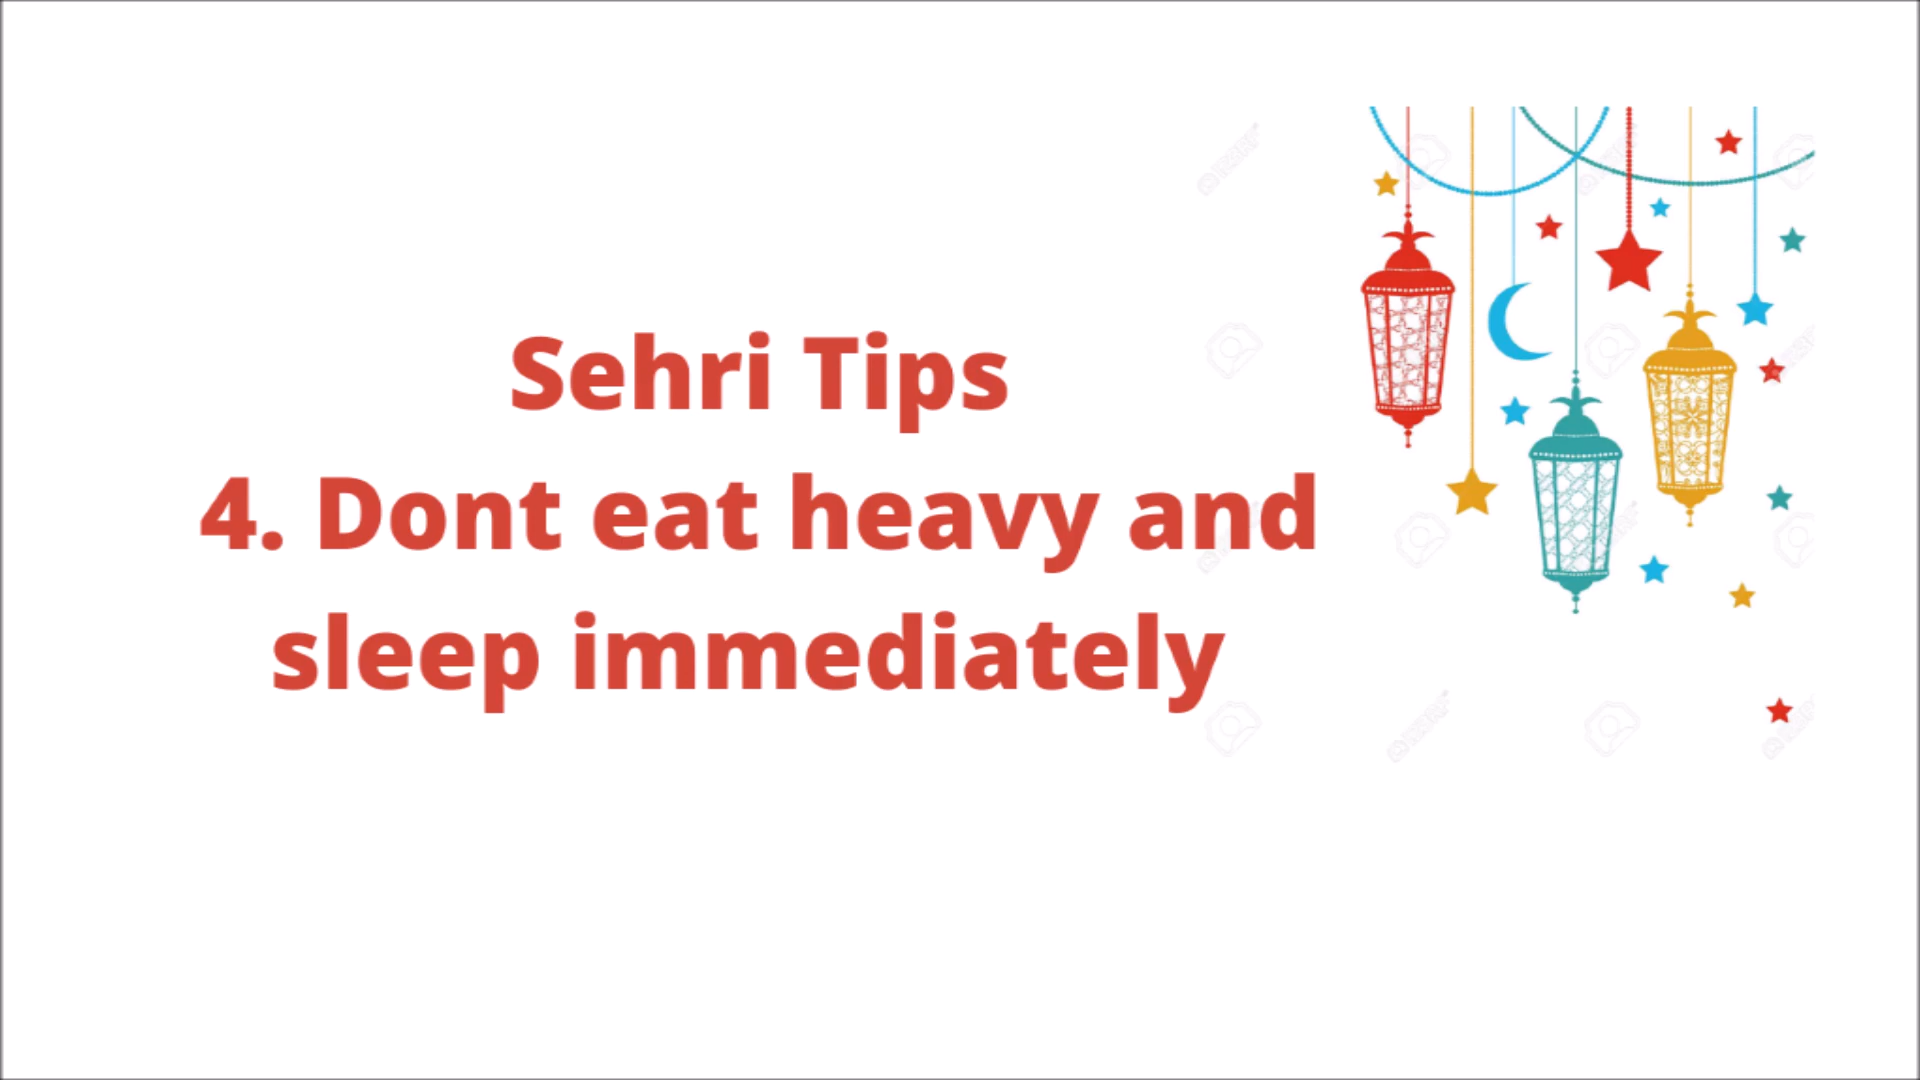 Sehri Tips
4. Dont eat heavy and
sleep immediately